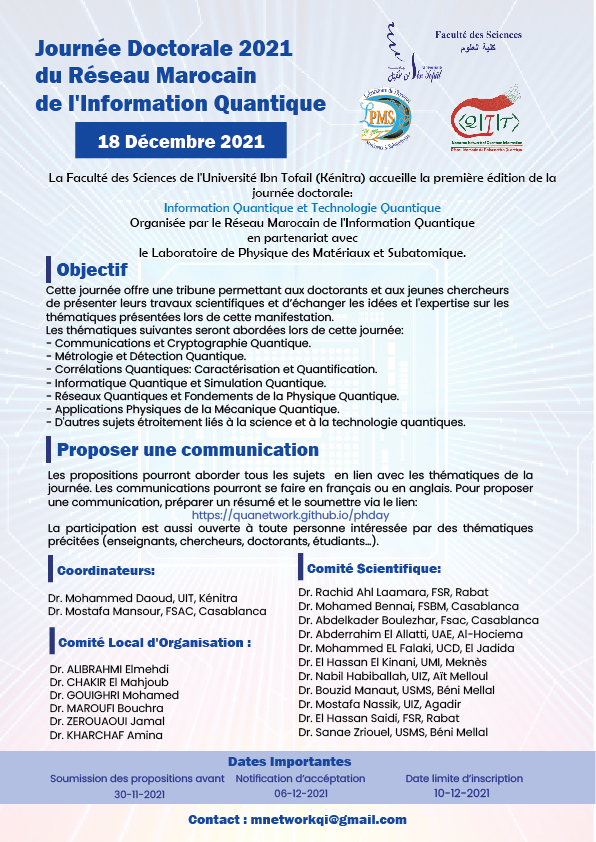 Journée Doctorale 2021
du Réseau Marocain
de l'Information Quantique
18 Décembre 2021
Faculté des Sciences
كلية العلوم
Ibn Tofail
LPMS
QIT
La Faculté des Sciences de l'Université Ibn Tofail (Kénitra) accueille la première édition de la
journée doctorale:
Information Quantique et Technologie Quantique
Organisée par le Réseau Marocain de l'Information Quantique
en partenariat avec
le Laboratoire de Physique des Matériaux et Subatomique.
Objectif
Cette journée offre une tribune permettant aux doctorants et aux jeunes chercheurs
de présenter leurs travaux scientifiques et d'échanger les idées et l'expertise sur les
thématiques présentées lors de cette manifestation.
Les thématiques suivantes seront abordées lors de cette journée:
- Communications et Cryptographie Quantique.
- Métrologie et Détection Quantique.
- Corrélations Quantiques: Caractérisation et Quantification.
- Informatique Quantique et Simulation Quantique.
- Réseaux Quantiques et Fondements de la Physique Quantique.
- Applications Physiques de la Mécanique Quantique.
- D'autres sujets étroitement liés à la science et à la technologie quantiques.
Proposer une communication
Les propositions pourront aborder tous les sujets en lien avec les thématiques de la
journée. Les communications pourront se faire en français ou en anglais. Pour proposer
une communication, préparer un résumé et le soumettre via le lien:
https://quanetwork.github.io/phday
La participation est aussi ouverte à toute personne intéressée par des thématiques
précitées (enseignants, chercheurs, doctorants, étudiants...).
Coordinateurs:
Dr. Mohammed Daoud, UIT, Kénitra
Dr. Mostafa Mansour, FSAC, Casablanca
Comité Local d'Organisation :
Dr. ALIBRAHMI Elmehdi
Dr. CHAKIR El Mahjoub
Dr. GOUIGHRI Mohamed
Dr. MAROUFI Bouchra
Dr. ZEROUAOUI Jamal
Dr. KHARCHAF Amina
Comité Scientifique:
Dr. Rachid Ahl Laamara, FSR, Rabat
Dr. Mohamed Bennai, FSBM, Casablanca
Dr. Abdelkader Boulezhar, Fsac, Casablanca
Dr. Abderrahim El Allatti, UAE, Al-Hociema
Dr. Mohammed EL Falaki, UCD, El Jadida
Dr. El Hassan El Kinani, UMI, Meknès
Dr. Nabil Habiballah, UIZ, Aït Melloul
Dr. Bouzid Manaut, USMS, Béni Mellal
Dr. Mostafa Nassik, UIZ, Agadir
Dr. El Hassan Saidi, FSR, Rabat
Dr. Sanae Zriouel, USMS, Béni Mellal
Dates Importantes
Soumission des propositions avant
30-11-2021
Notification d'accéptation
06-12-2021
Date limite d'inscription
10-12-2021
Contact : mnetworkqi@gmail.com